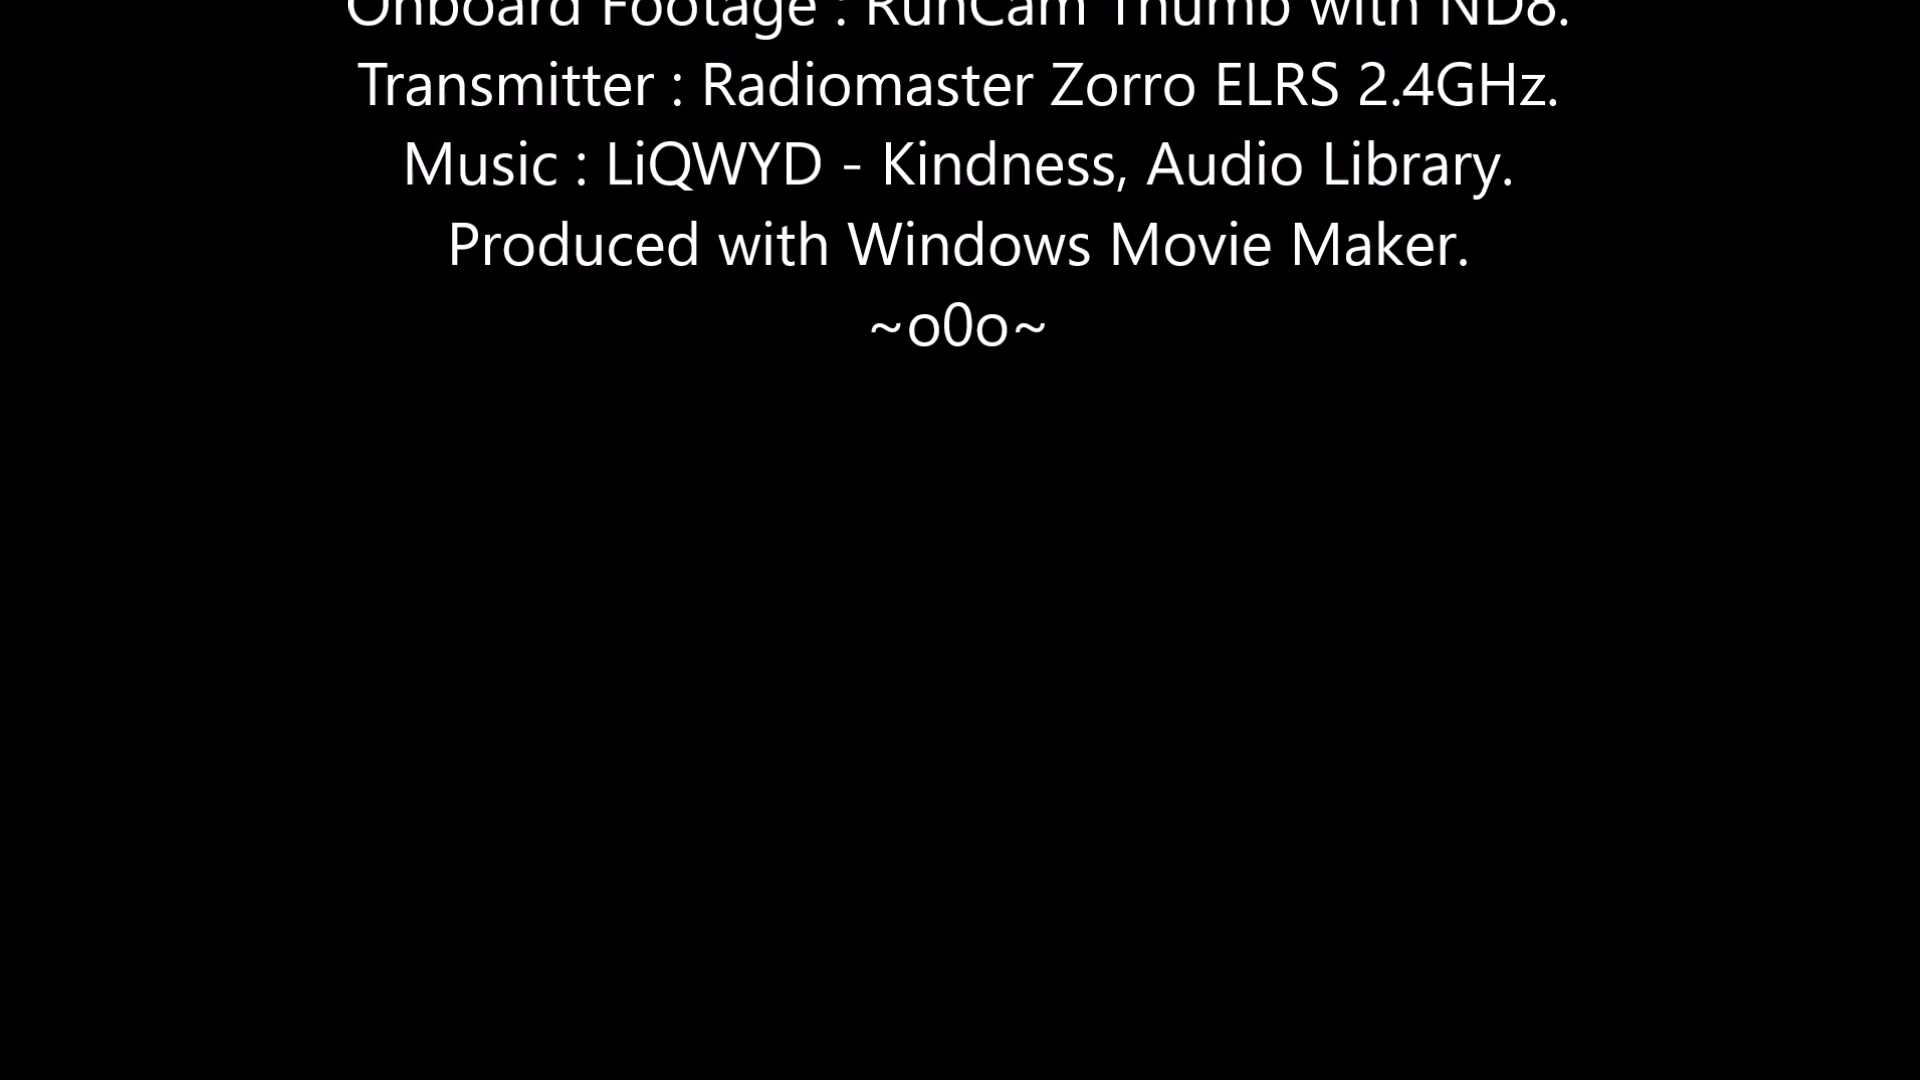 Onboard Footage : RunCam Thumb with ND8.
Transmitter : Radiomaster Zorro ELRS 2.4GHz.
Music : LiQWYD - Kindness, Audio Library.
Produced with Windows Movie Maker.
~o0o~